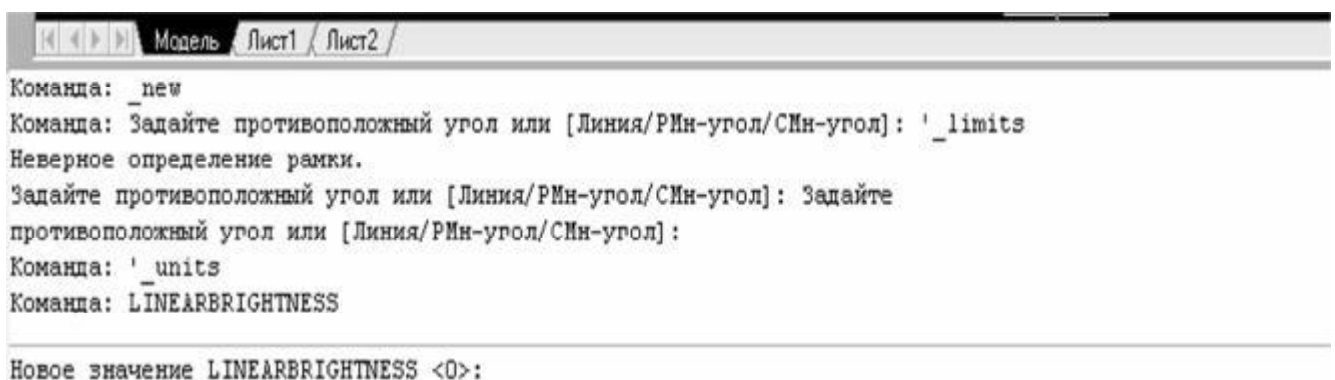 Модель Лист1 Лист2
Команда: _new
Команда: Задайте противоположный угол или [Линия/РМн-угол/СМн-угол]: '_limits
Неверное определение рамки.
Задайте противоположный угол или [Линия/РМн-угол/СМн-угол]: Задайте
противоположный угол или [Линия/РМн-угол/СМн-угол]:
Команда: '_units
Команда: LINEARBRIGHTNESS
Новое значение LINEARBRIGHTNESS <0>: